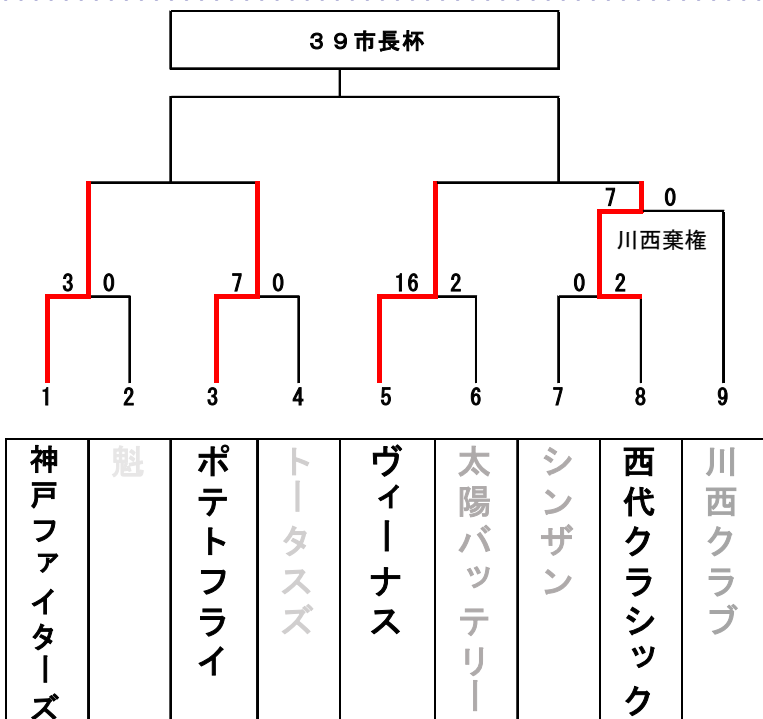 ３９市長杯
7 0
川西棄権
3 0 7 0 16 2 0 2
1 2 3 4 5 6 7 8 9
神戸ファイターズ
魁
ポテトフライ
トータスズ
ヴィーナス
太陽バッテリー
シンザン
西代クラシック
川西クラブ